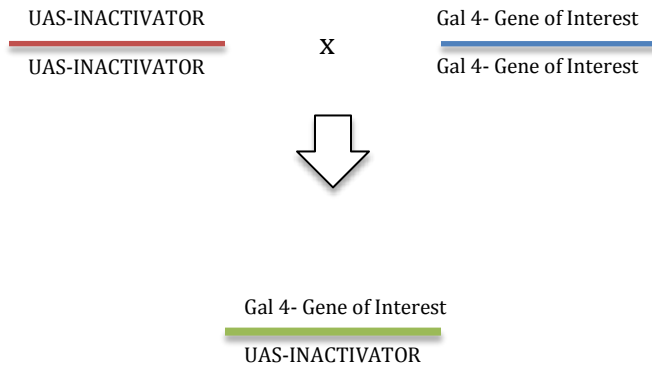 UAS-INACTIVATOR
UAS-INACTIVATOR
x
Gal 4- Gene of Interest
Gal 4- Gene of Interest
Gal 4- Gene of Interest
UAS-INACTIVATOR